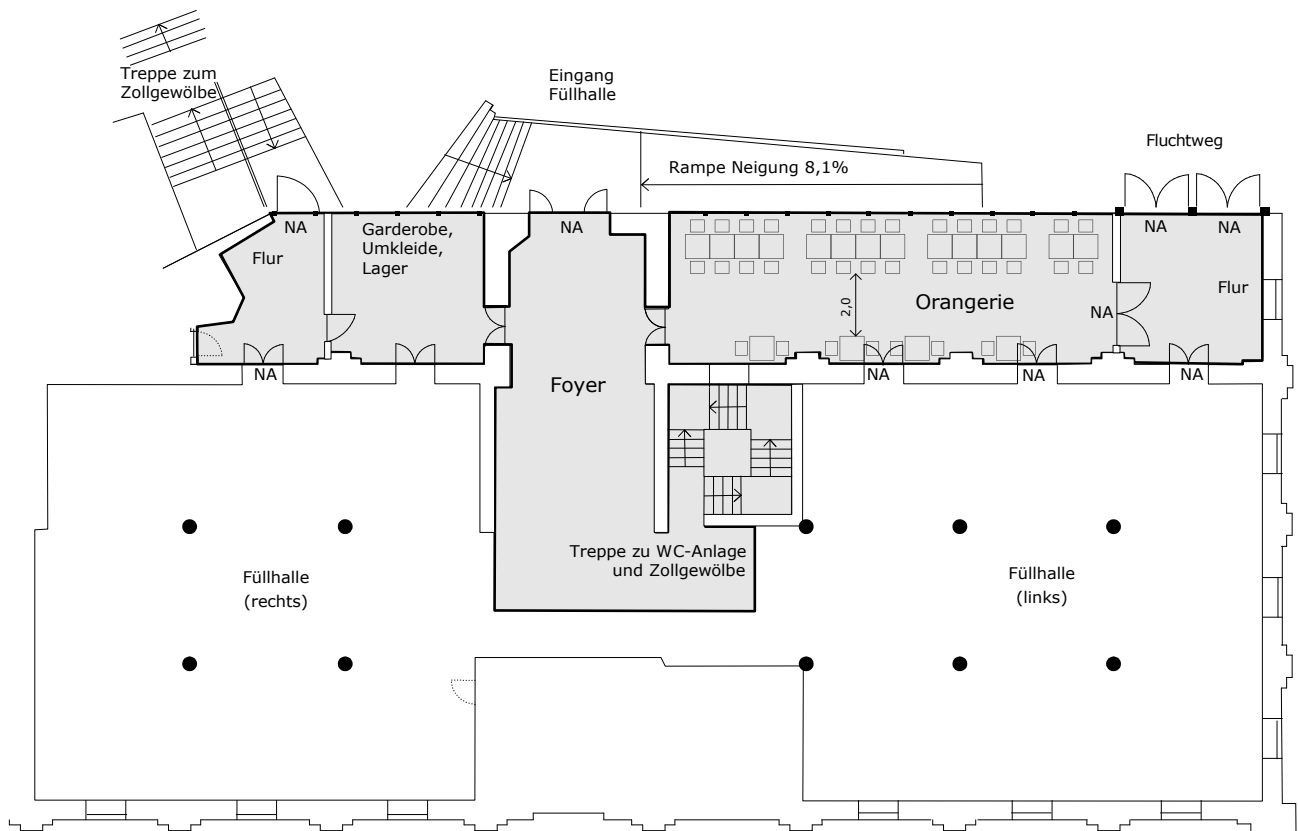 Treppe zum
Zollgewölbe
Eingang
Füllhalle
Fluchtweg
Rampe Neigung 8,1%
NA
Garderobe,
Umkleide,
Lager
Flur
NA
NA
NA
Flur
Orangerie
2,0
NA
NA
Foyer
NA
NA
NA
Treppe zu WC-Anlage
und Zollgewölbe
Füllhalle
(rechts)
Füllhalle
(links)